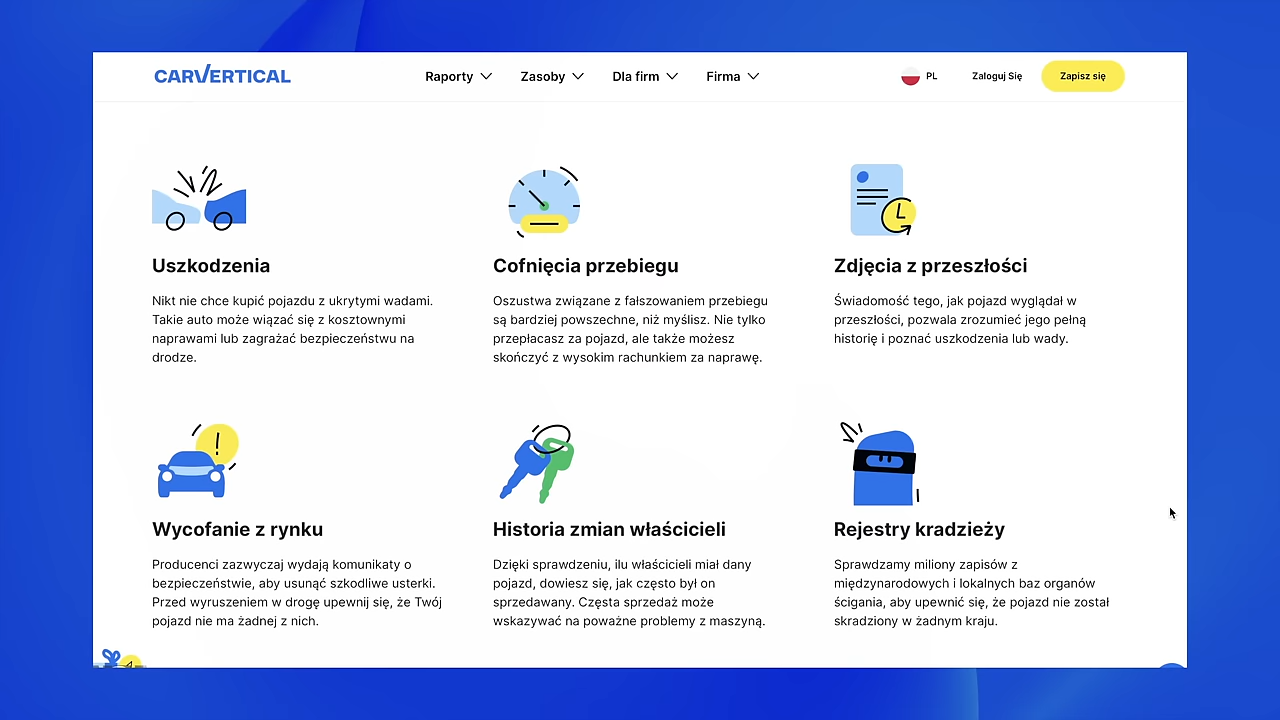 CARVERTICAL
Raporty
Zasoby
Dla firm
Firma
PL
Zaloguj Się
Zapisz się
Uszkodzenia
Nikt nie chce kupić pojazdu z ukrytymi wadami.
Takie auto może wiązać się z kosztownymi
naprawami lub zagrażać bezpieczeństwu na
drodze.
Cofnięcia przebiegu
Oszustwa związane z fałszowaniem przebiegu
są bardziej powszechne, niż myślisz. Nie tylko
przepłacasz za pojazd, ale także możesz
skończyć z wysokim rachunkiem za naprawę.
Zdjęcia z przeszłości
Świadomość tego, jak pojazd wyglądał w
przeszłości, pozwala zrozumieć jego pełną
historię i poznać uszkodzenia lub wady.
Wycofanie z rynku
Producenci zazwyczaj wydają komunikaty o
bezpieczeństwie, aby usunąć szkodliwe usterki.
Przed wyruszeniem w drogę upewnij się, że Twój
pojazd nie ma żadnej z nich.
Historia zmian właścicieli
Dzięki sprawdzeniu, ilu właścicieli miał dany
pojazd, dowiesz się, jak często był on
sprzedawany. Częsta sprzedaż może
wskazywać na poważne problemy z maszyną.
Rejestry kradzieży
Sprawdzamy miliony zapisów z
międzynarodowych i lokalnych baz organów
ścigania, aby upewnić się, że pojazd nie został
skradziony w żadnym kraju.